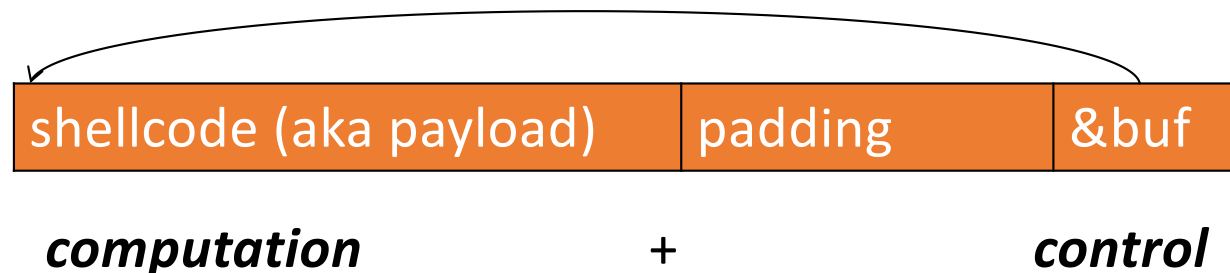 shellcode (aka payload) padding &buf
computation + control